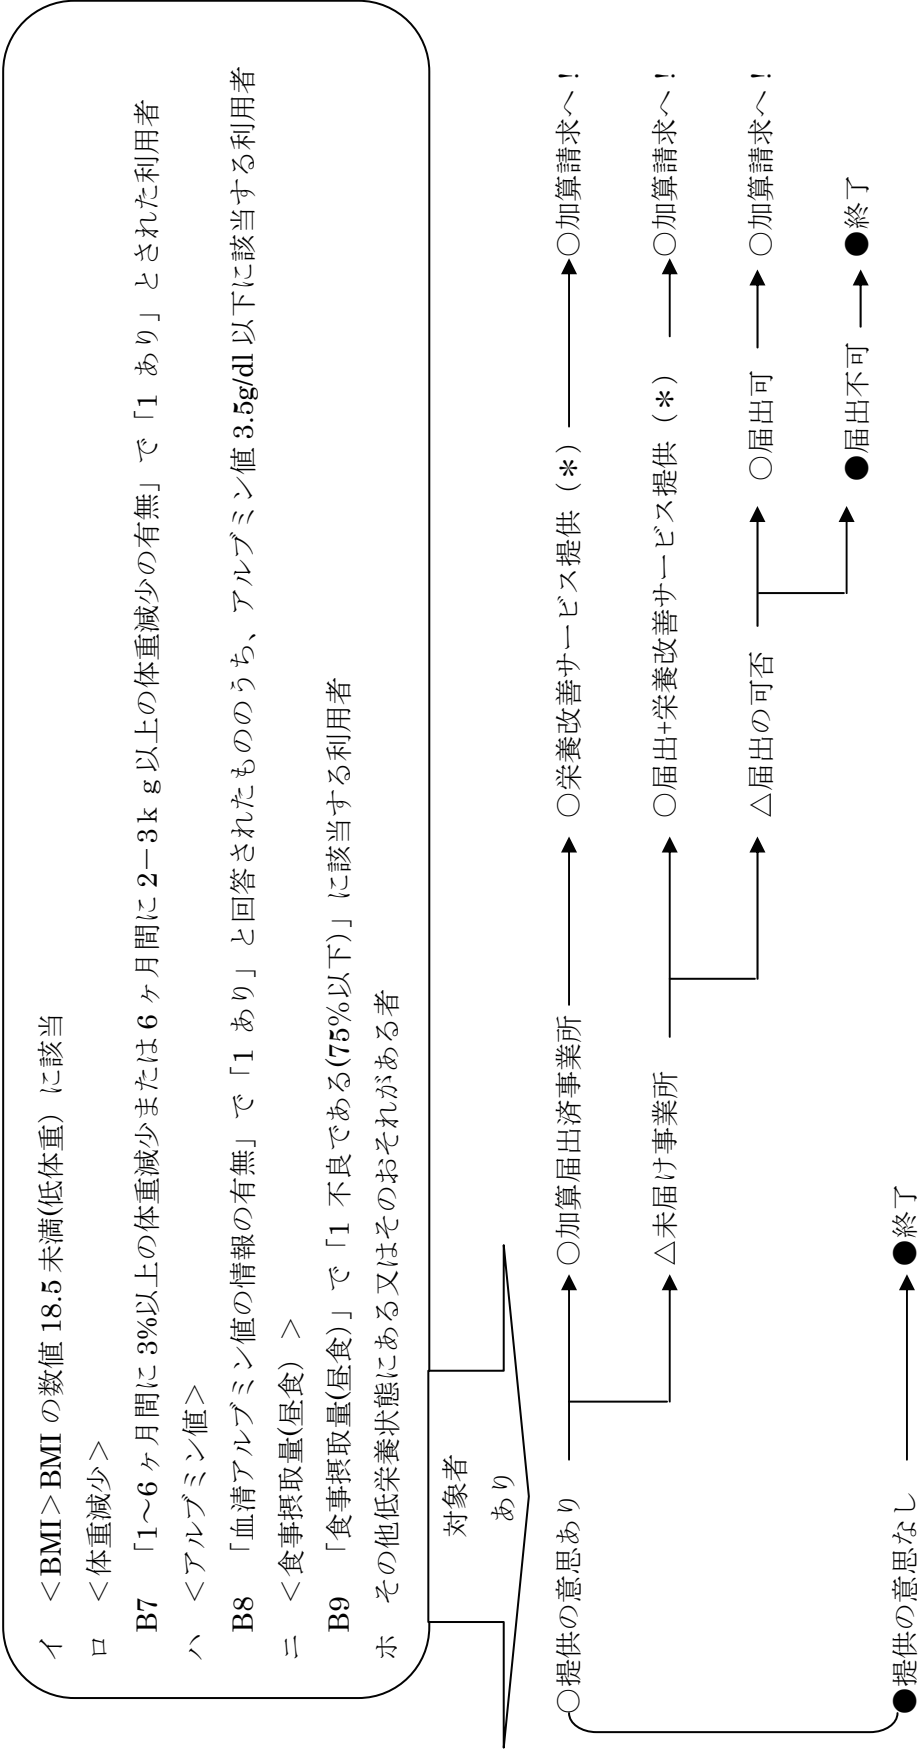 イ　＜BMI＞BMI の数値 18.5 未満(低体重）に該当
ロ　＜体重減少＞
B7　「1～6 ヶ月間に 3%以上の体重減少または 6 ヶ月間に 2－3ｋｇ以上の体重減少の有無」で「1 あり」とされた利用者
ハ　＜アルブミン値＞
B8　「血清アルブミン値の情報の有無」で「1 あり」と回答されたもののうち、アルブミン値 3.5g/dl 以下に該当する利用者
ニ　＜食事摂取量(昼食）＞
B9　「食事摂取量(昼食)」で「1 不良である(75%以下)」に該当する利用者
ホ　その他低栄養状態にある又はそのおそれがある者
対象者
あり
○提供の意思あり
○加算届出済事業所
○栄養改善サービス提供（＊）
○加算請求へ！
△未届け事業所
○届出+栄養改善サービス提供（＊）
○加算請求へ！
△届出の可否
○届出可
○加算請求へ！
●届出不可
●終了
●提供の意思なし
●終了